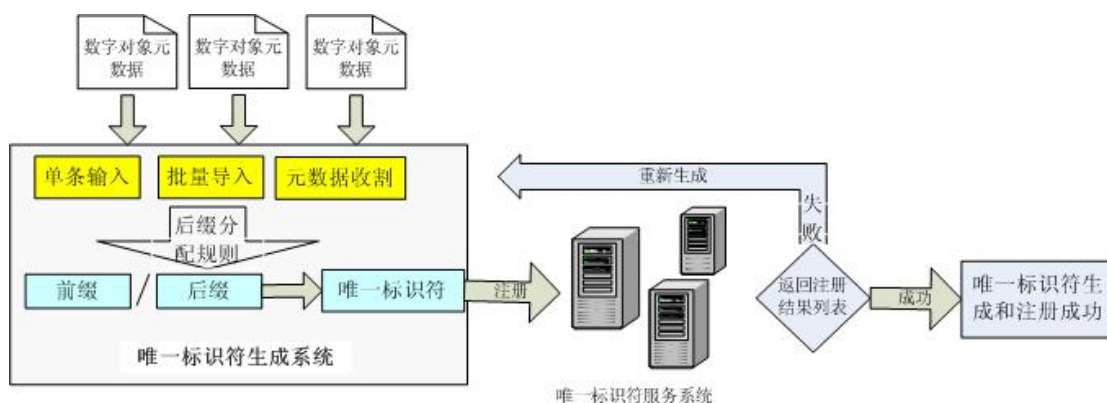 数字对象元
数据
数字对象元
数据
数字对象元
数据
单条输入
批量导入
元数据收割
后缀分
配规则
前缀
/
后缀
唯一标识符
注册
唯一标识符生成系统
唯一标识符服务系统
重新生成
失
败
返回注册
结果列表
成功
唯一标识符生
成和注册成功